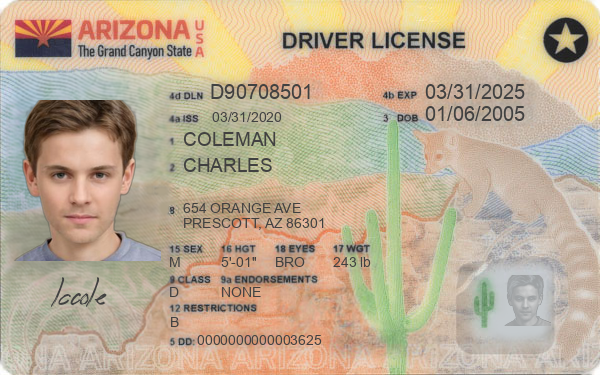 ARIZONA USA
The Grand Canyon State
DRIVER LICENSE
4d DLN D90708501
4b EXP 03/31/2025
4a ISS 03/31/2020
3 DOB 01/06/2005
1 COLEMAN
2 CHARLES
8 654 ORANGE AVE
PRESCOTT, AZ 86301
15 SEX 16 HGT 18 EYES 17 WGT
M 5'-01" BRO 243 lb
9 CLASS 9a ENDORSEMENTS
D NONE
12 RESTRICTIONS
B
5 DD: 0000000000003625
ARIZONA ARIZONA ARIZONA ARIZONA